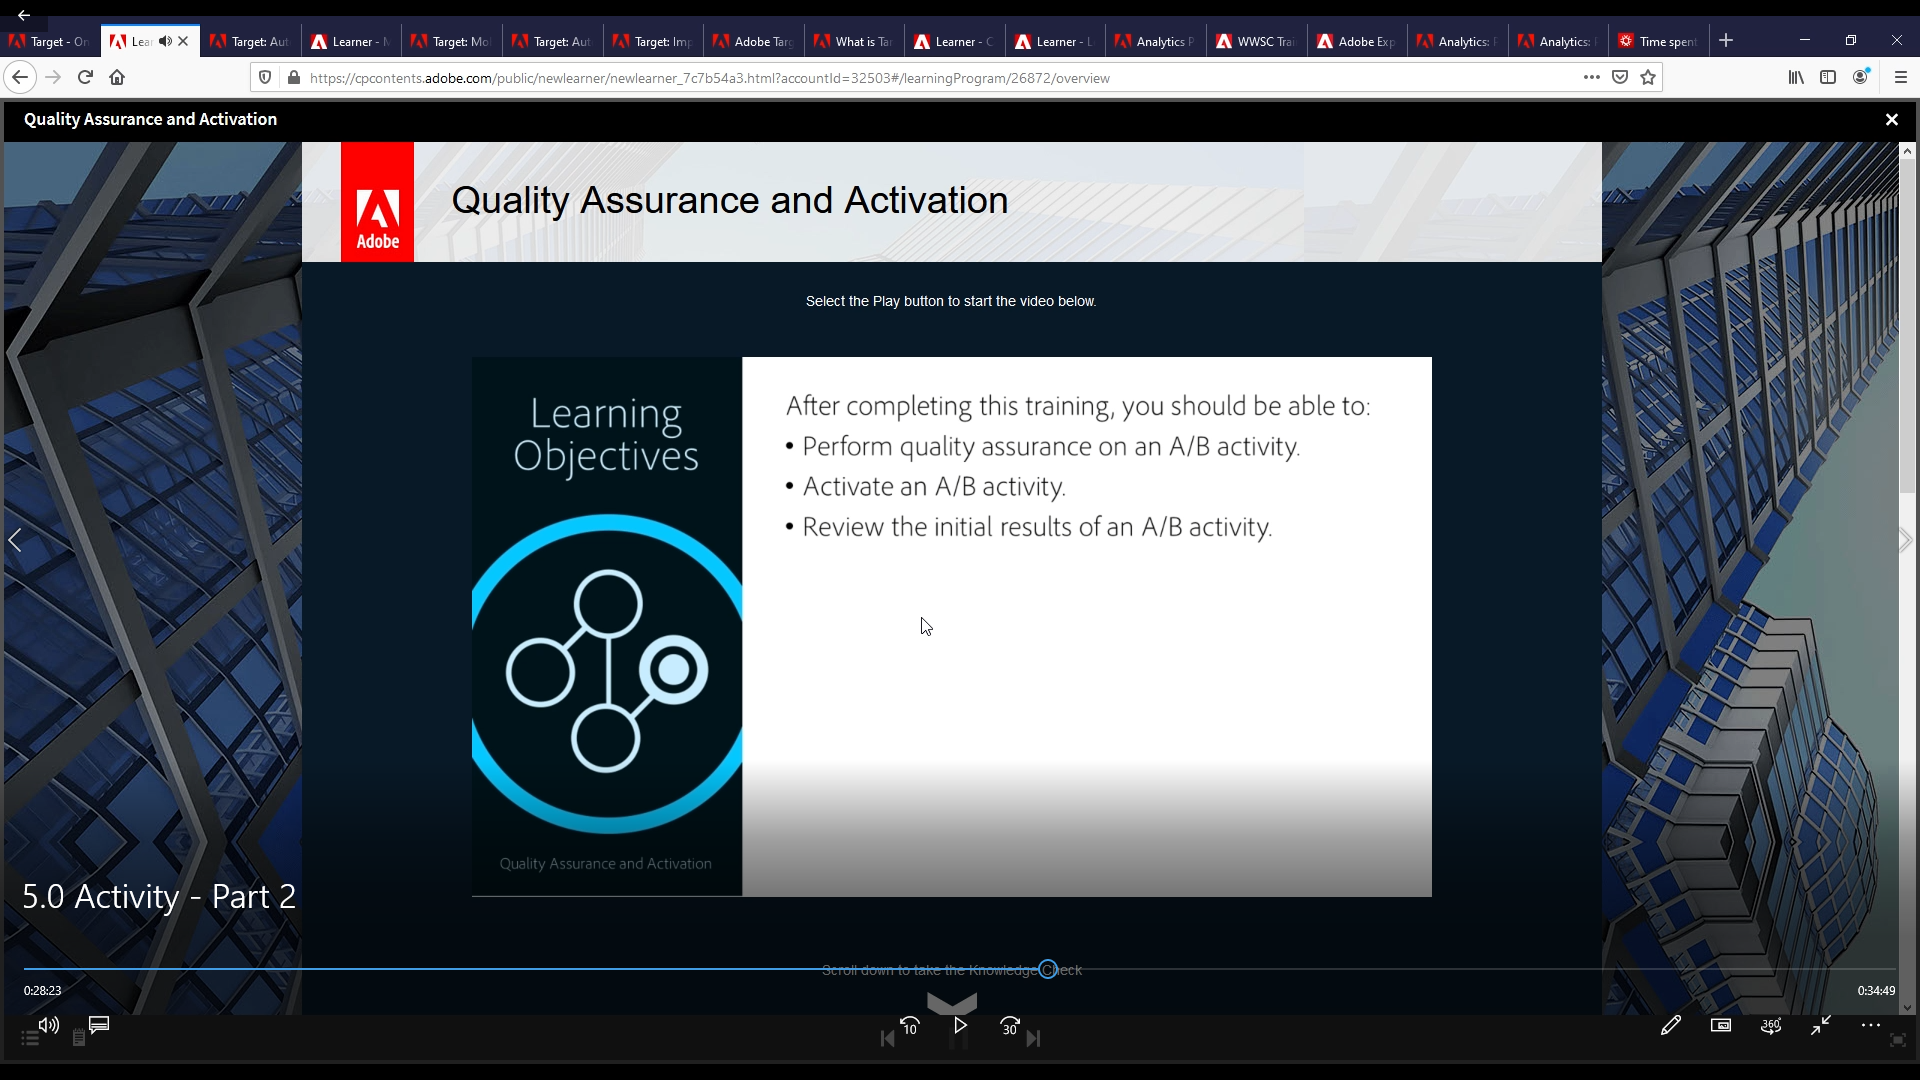 Target - On
Lear
Target: Aut
Learner - M
Target: Mo
Target: Aut
Target: Imp
Adobe Targ
What is Tar
Learner - C
Learner - L
Analytics P
WWSC Trai
Adobe Exp
Analytics: F
Analytics:
Time spent
https://cpcontents.adobe.com/public/newlearner/newlearner_7c7b54a3.html?accountId=32503#/learningProgram/26872/overview
Quality Assurance and Activation
Adobe
Quality Assurance and Activation
Select the Play button to start the video below.
Learning
Objectives
After completing this training, you should be able to:
• Perform quality assurance on an A/B activity.
• Activate an A/B activity.
• Review the initial results of an A/B activity.
Quality Assurance and Activation
5.0 Activity - Part 2
Scroll down to take the Knowledge Check
0:28:23
0:34:49
10
30
360°